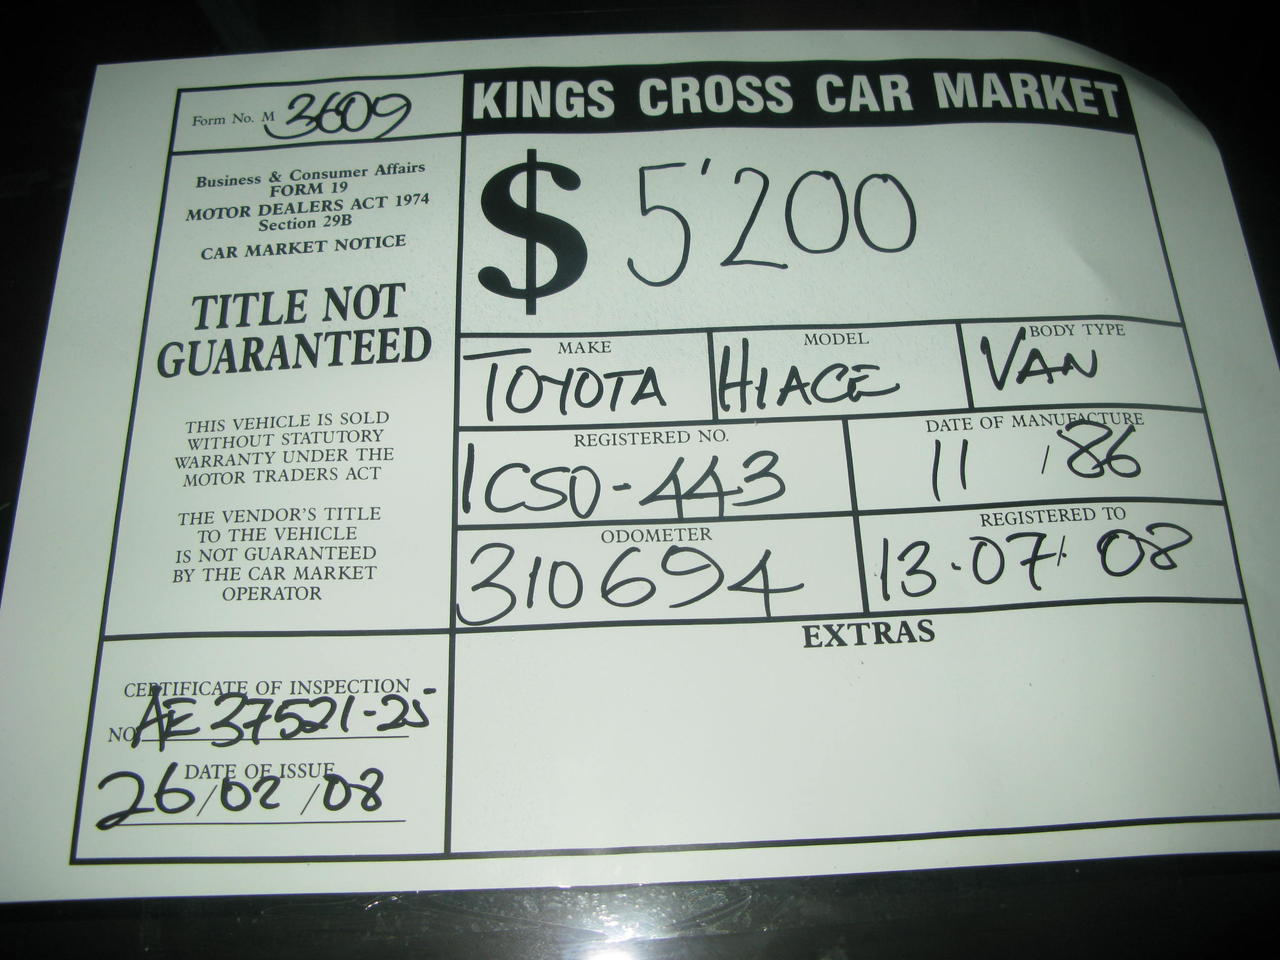 Form No. M 3609
KINGS CROSS CAR MARKET
Business & Consumer Affairs
FORM 19
MOTOR DEALERS ACT 1974
Section 29B
CAR MARKET NOTICE
TITLE NOT
GUARANTEED
THIS VEHICLE IS SOLD
WITHOUT STATUTORY
WARRANTY UNDER THE
MOTOR TRADERS ACT
THE VENDOR'S TITLE
TO THE VEHICLE
IS NOT GUARANTEED
BY THE CAR MARKET
OPERATOR
CERTIFICATE OF INSPECTION
NO AE 37521-25
DATE OF ISSUE
26/02/08
$ 5'200
MAKE
TOYOTA
MODEL
HIACE
BODY TYPE
VAN
REGISTERED NO.
1CSO-443
DATE OF MANUFACTURE
11 /86
ODOMETER
310694
REGISTERED TO
13.07/.08
EXTRAS